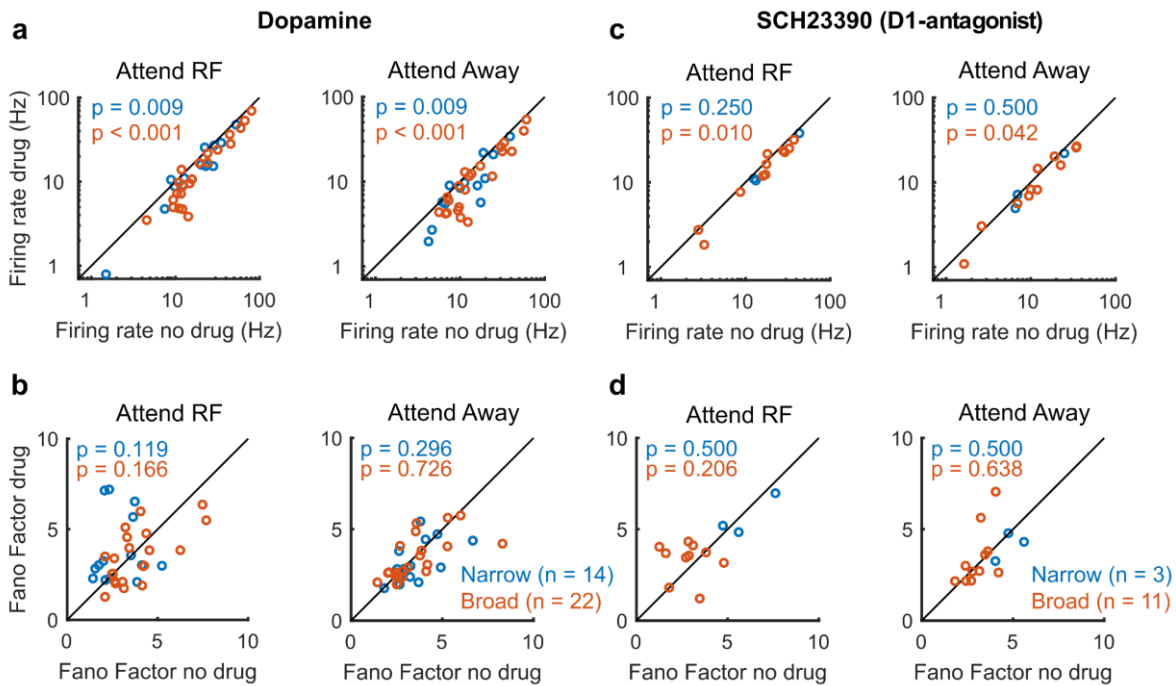 Dopamine
SCH23390 (D1-antagonist)
a
Attend RF
Attend Away
p = 0.009
p < 0.001
p = 0.009
p < 0.001
Firing rate drug (Hz)
100
10
1
1 10 100
Firing rate no drug (Hz)
100
10
1
1 10 100
Firing rate no drug (Hz)
c
Attend RF
Attend Away
p = 0.250
p = 0.010
p = 0.500
p = 0.042
100
10
1
1 10 100
Firing rate no drug (Hz)
100
10
1
1 10 100
Firing rate no drug (Hz)
b
Attend RF
Attend Away
p = 0.119
p = 0.166
p = 0.296
p = 0.726
Fano Factor drug
10
5
0
0 5 10
Fano Factor no drug
10
5
0
Narrow (n = 14)
Broad (n = 22)
0 5 10
Fano Factor no drug
d
Attend RF
Attend Away
p = 0.500
p = 0.206
p = 0.500
p = 0.638
10
5
0
0 5 10
Fano Factor no drug
10
5
0
Narrow (n = 3)
Broad (n = 11)
0 5 10
Fano Factor no drug